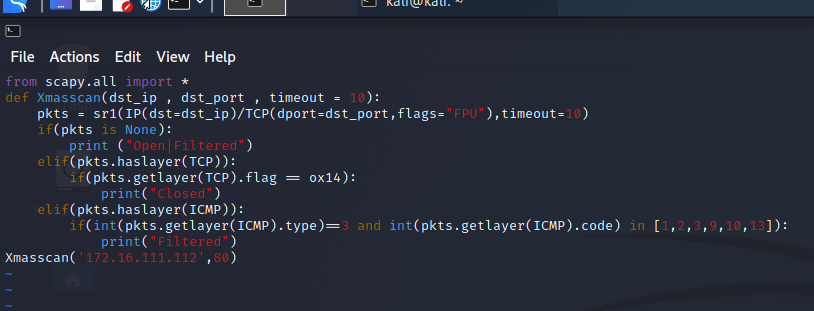 kali@kali: ~
File Actions Edit View Help
from scapy.all import *
def Xmasscan(dst_ip , dst_port , timeout = 10):
    pkts = sr1(IP(dst=dst_ip)/TCP(dport=dst_port,flags="FPU"),timeout=10)
    if(pkts is None):
        print ("Open|Filtered")
    elif(pkts.haslayer(TCP)):
        if(pkts.getlayer(TCP).flag == ox14):
            print("Closed")
    elif(pkts.haslayer(ICMP)):
        if(int(pkts.getlayer(ICMP).type)==3 and int(pkts.getlayer(ICMP).code) in [1,2,3,9,10,13]):
            print("Filtered")
Xmasscan('172.16.111.112',80)
~
~
~